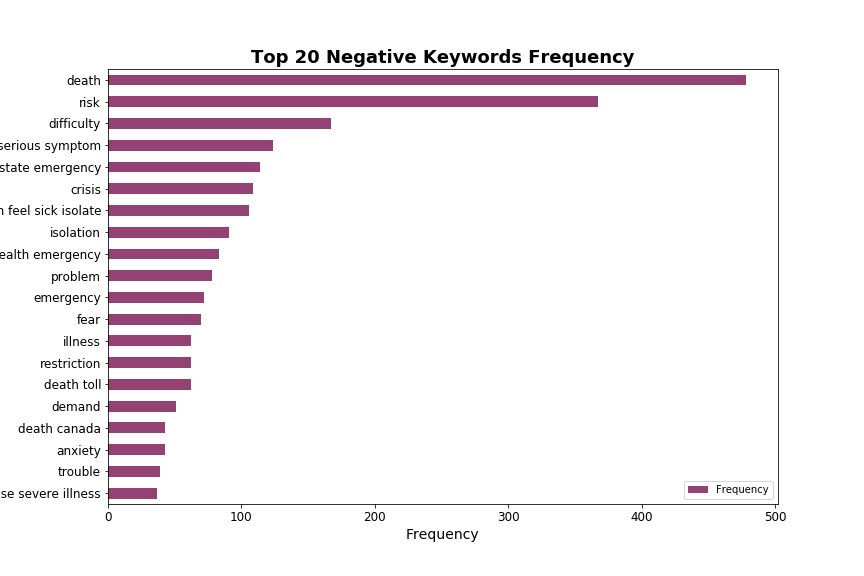 Top 20 Negative Keywords Frequency
death
risk
difficulty
serious symptom
state emergency
crisis
feel sick isolate
isolation
emergency
problem
emergency
fear
illness
restriction
death toll
demand
death canada
anxiety
trouble
severe illness
0 100 200 300 400 500
Frequency
Frequency